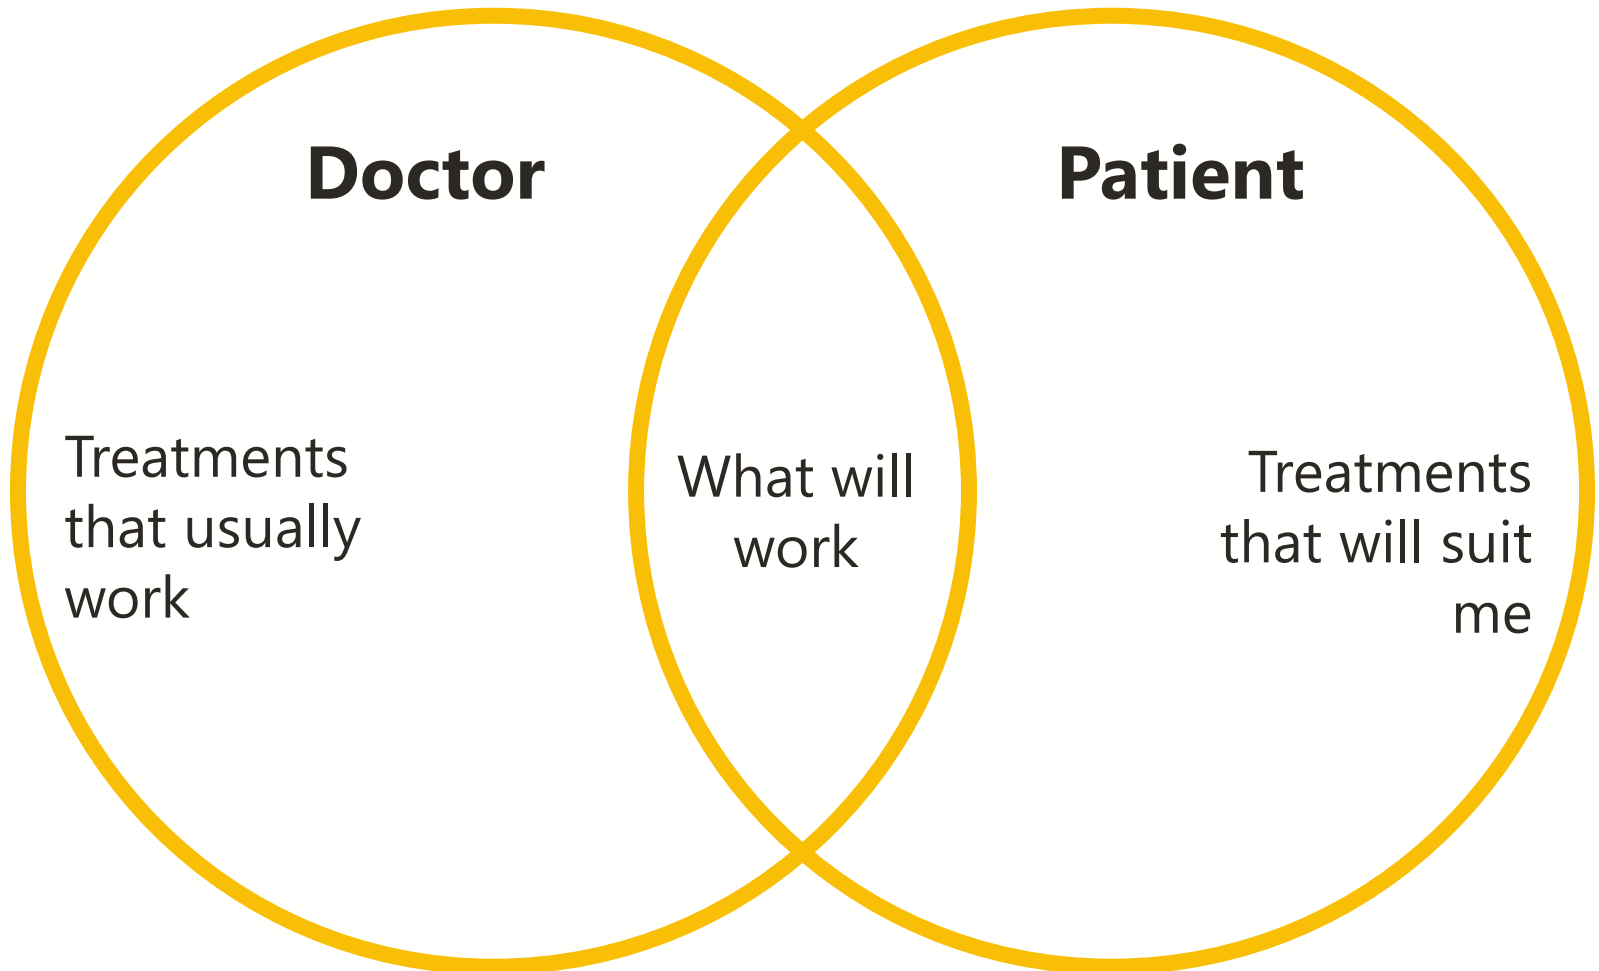 Doctor
Patient
Treatments
that usually
work
What will
work
Treatments
that will suit
me